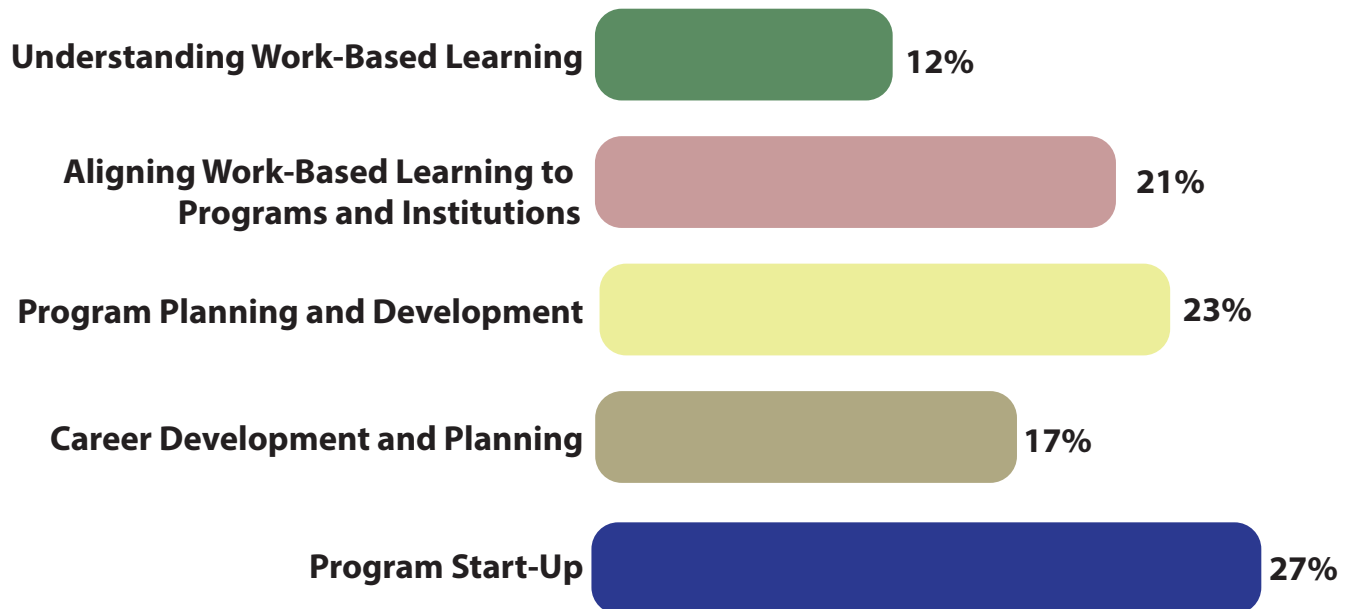 Understanding Work-Based Learning
12%
Aligning Work-Based Learning to
Programs and Institutions
21%
Program Planning and Development
23%
Career Development and Planning
17%
Program Start-Up
27%